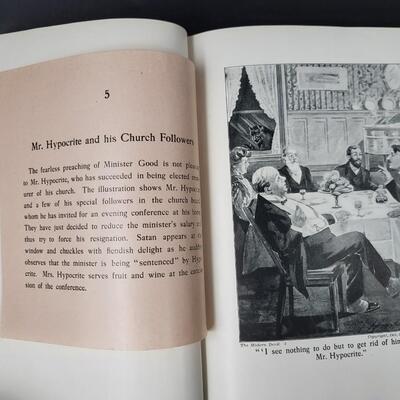 5
Mr. Hypocrite and his Church Followers
The fearless preaching of Minister Good is not
to Mr. Hypocrite, who has succeeded in being elected
urer of his church. The illustration shows Mr.
and a few of his special followers in the church
whom he has invited for an evening conference at his
They have just decided to reduce the minister's salary
thus try to force his resignation. Satan appears at
window and chuckles with fiendish delight as he
observes that the minister is being "sentenced" by
crite. Mrs. Hypocrite serves fruit and wine at the
sion of the conference.
The Modern Devil
Copyright,
"'I see nothing to do but to get rid of him
Mr. Hypocrite."